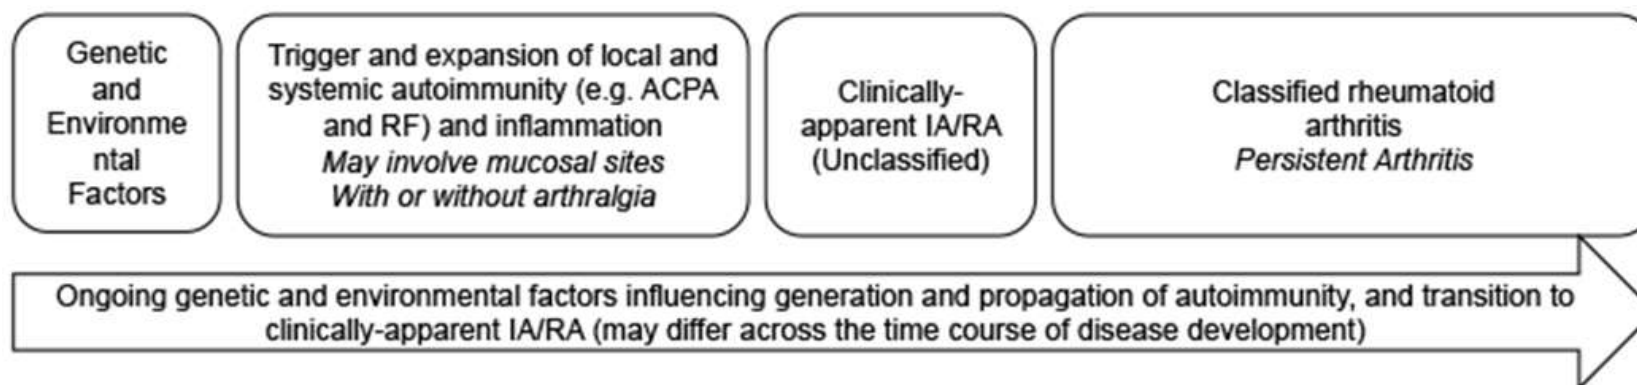 Genetic
and
Environme
ntal
Factors
Trigger and expansion of local and
systemic autoimmunity (e.g. ACPA
and RF) and inflammation
May involve mucosal sites
With or without arthralgia
Clinically-
apparent IA/RA
(Unclassified)
Classified rheumatoid
arthritis
Persistent Arthritis
Ongoing genetic and environmental factors influencing generation and propagation of autoimmunity, and transition to
clinically-apparent IA/RA (may differ across the time course of disease development)